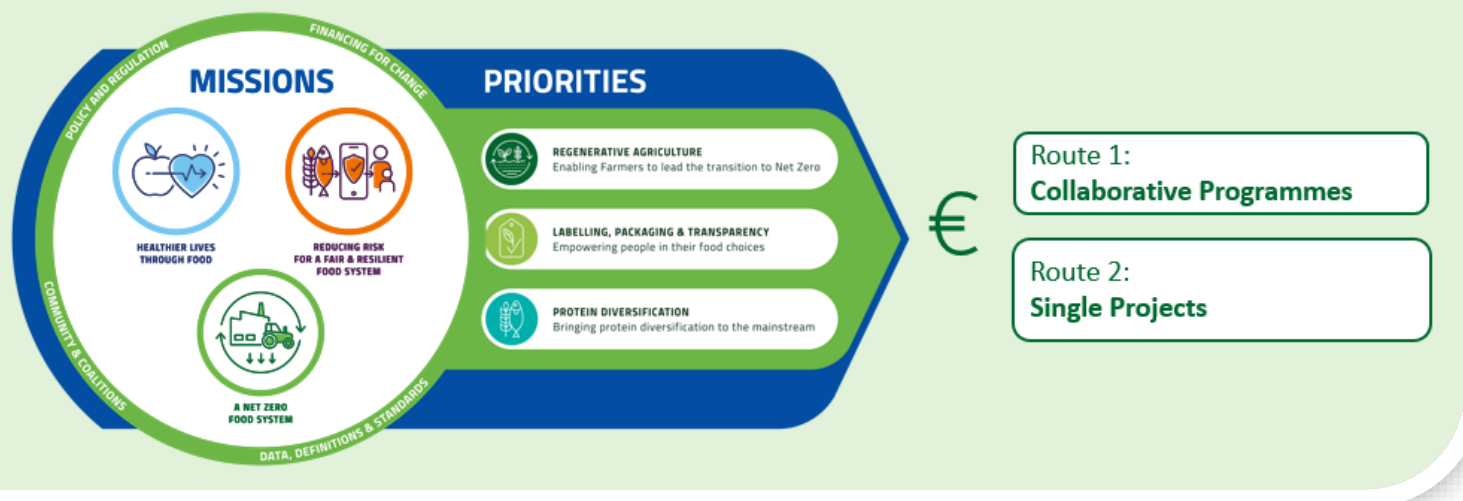 POLICY AND REGULATION
FINANCING FOR CHANGE
COMMUNITY & COALITIONS
DATA, DEFINITIONS & STANDARDS
MISSIONS
HEALTHIER LIVES
THROUGH FOOD
REDUCING RISK
FOR A FAIR & RESILIENT
FOOD SYSTEM
A NET ZERO
FOOD SYSTEM
PRIORITIES
REGENERATIVE AGRICULTURE
Enabling Farmers to lead the transition to Net Zero
LABELLING, PACKAGING & TRANSPARENCY
Empowering people in their food choices
PROTEIN DIVERSIFICATION
Bringing protein diversification to the mainstream
€
Route 1:
Collaborative Programmes
Route 2:
Single Projects